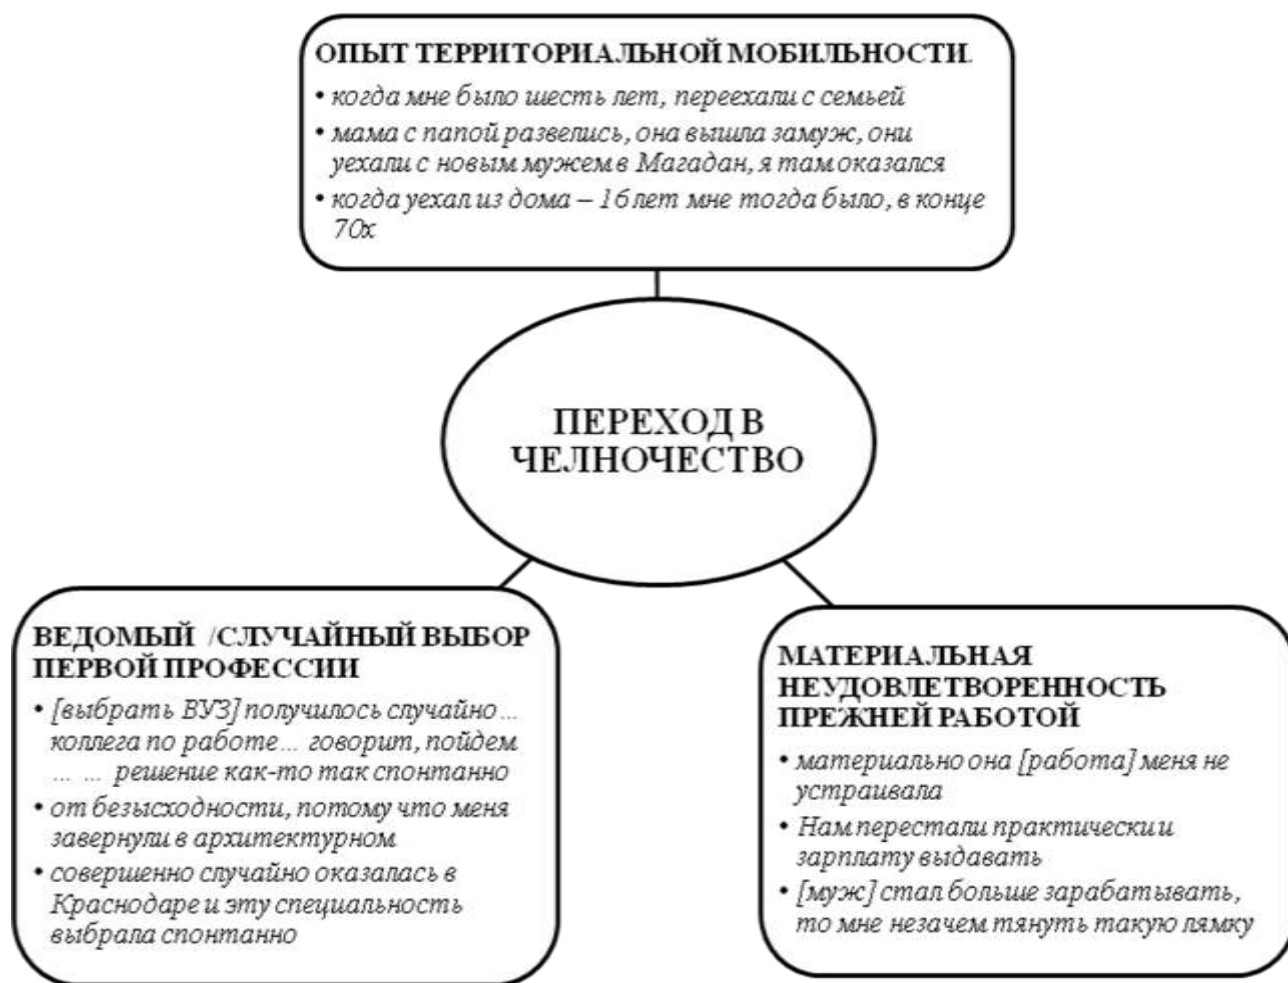 ОПЫТ ТЕРРИТОРИАЛЬНОЙ МОБИЛЬНОСТИ.
• когда мне было шесть лет, переехали с семьей
• мама с папой развелись, она вышла замуж, они
уехали с новым мужем в Магадан, я там оказался
• когда уехал из дома – 16 лет мне тогда было, в конце
70х
ПЕРЕХОД В
ЧЕЛНОЧЕСТВО
ВЕДОМЫЙ /СЛУЧАЙНЫЙ ВЫБОР
ПЕРВОЙ ПРОФЕССИИ
• [выбрать ВУЗ] получилось случайно ...
коллега по работе ... говорит, пойдем
... ... решение как-то так спонтанно
• от безысходности, потому что меня
завернули в архитектурном
• совершенно случайно оказалась в
Краснодаре и эту специальность
выбрала спонтанно
МАТЕРИАЛЬНАЯ
НЕУДОВЛЕТВОРЕННОСТЬ
ПРЕЖНЕЙ РАБОТОЙ
• материально она [работа] меня не
устраивала
• Нам перестали практически и
зарплату выдавать
• [муж] стал больше зарабатывать,
то мне незачем тянуть такую лямку